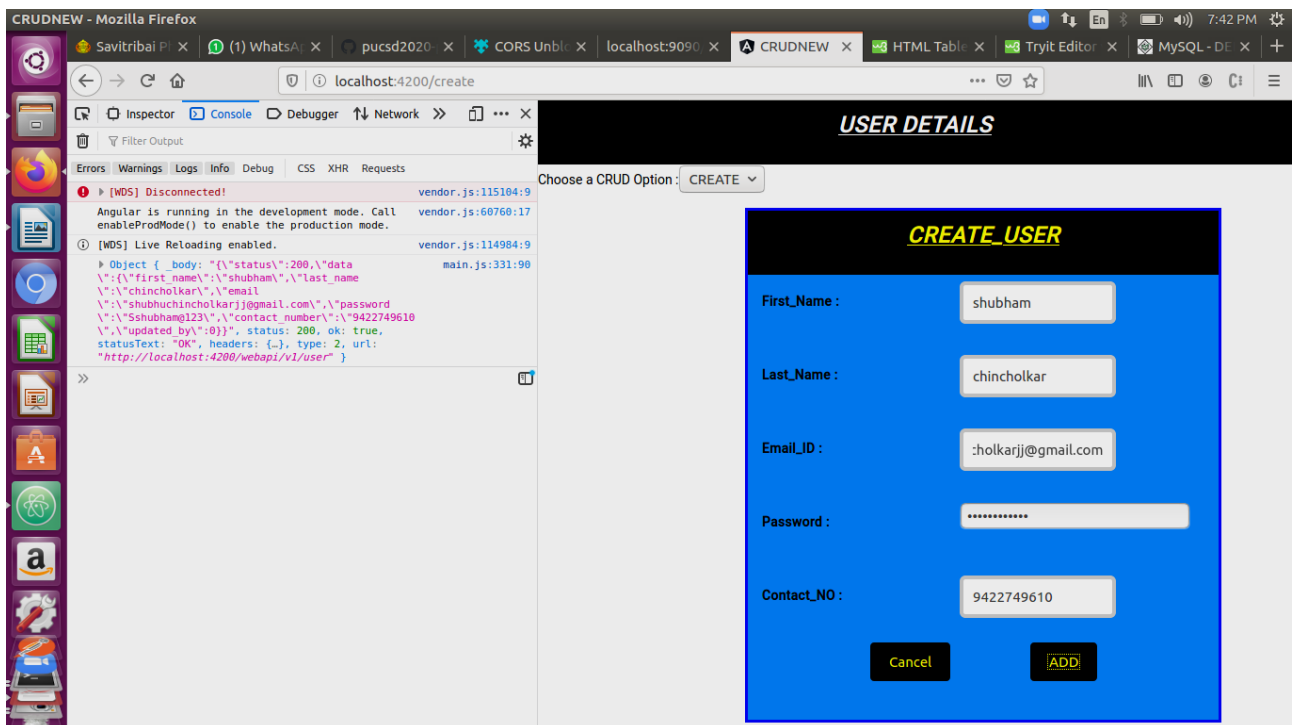 CRUDNEW - Mozilla Firefox
En
7:42 PM
Savitribai P
(1) WhatsA
pucsd2020-
CORS Unblo
localhost:9090
CRUDNEW
HTML Table
Tryit Editor
MySQL - DE
localhost:4200/create
Inspector Console Debugger Network
Filter Output
Errors Warnings Logs Info Debug CSS XHR Requests
[WDS] Disconnected! vendor.js:115104:9
Angular is running in the development mode. Call vendor.js:60760:17
enableProdMode() to enable the production mode.
[WDS] Live Reloading enabled. vendor.js:114984:9
Object { _body: "{\"status\":200,\"data main.js:331:90
\":{\"first_name\":\"shubham\",\"last_name
\":\"chincholkar\",\"email
\":\"shubhuchincholkarjj@gmail.com\",\"password
\":\"Sshubham@123\",\"contact_number\":\"9422749610
\",\"updated_by\":0}}", status: 200, ok: true,
statusText: "OK", headers: {…}, type: 2, url:
"http://localhost:4200/webapi/v1/user" }
USER DETAILS
Choose a CRUD Option : CREATE
CREATE_USER
First_Name : shubham
Last_Name : chincholkar
Email_ID : :holkarjj@gmail.com
Password : ••••••••••••
Contact_NO : 9422749610
Cancel ADD